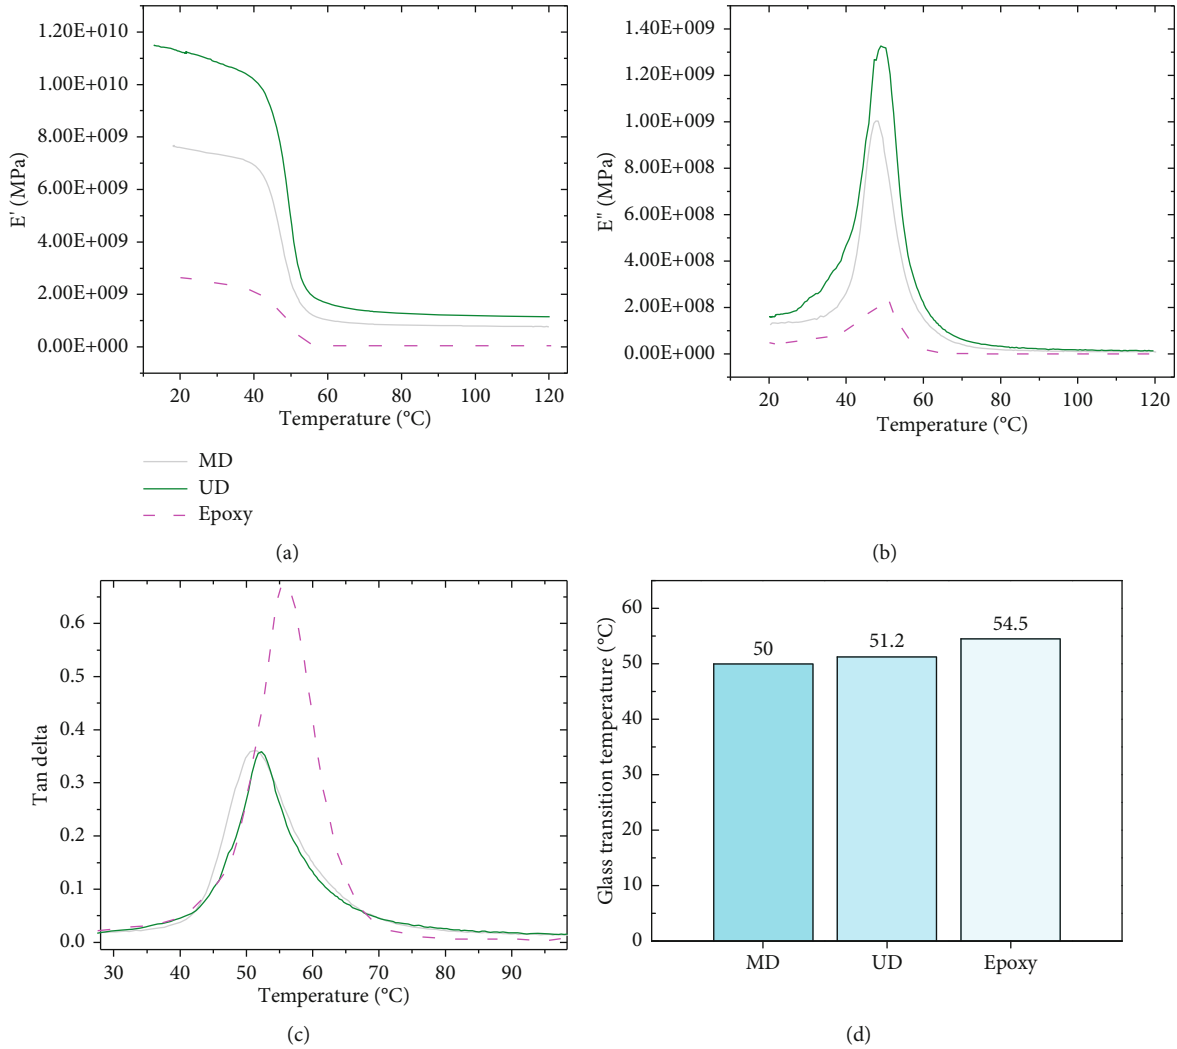 1.20E+010
1.00E+010
8.00E+009
6.00E+009
4.00E+009
2.00E+009
0.00E+000
E' (MPa)
20 40 60 80 100 120
Temperature (°C)
MD
UD
Epoxy
(a)
1.40E+009
1.20E+009
1.00E+009
8.00E+008
6.00E+008
4.00E+008
2.00E+008
0.00E+000
E" (MPa)
20 40 60 80 100 120
Temperature (°C)
(b)
0.6
0.5
0.4
0.3
0.2
0.1
0.0
Tan delta
30 40 50 60 70 80 90
Temperature (°C)
(c)
60
50
40
30
20
10
0
Glass transition temperature (°C)
50
51.2
54.5
MD UD Epoxy
(d)